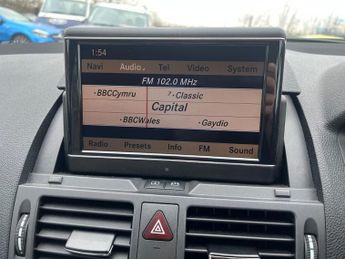 1:54
Navi Audio Tel Video System
FM 102.0 MHz
BBCCymru ?Classic
Capital
BBCWales Gaydio
Radio Presets Info FM Sound